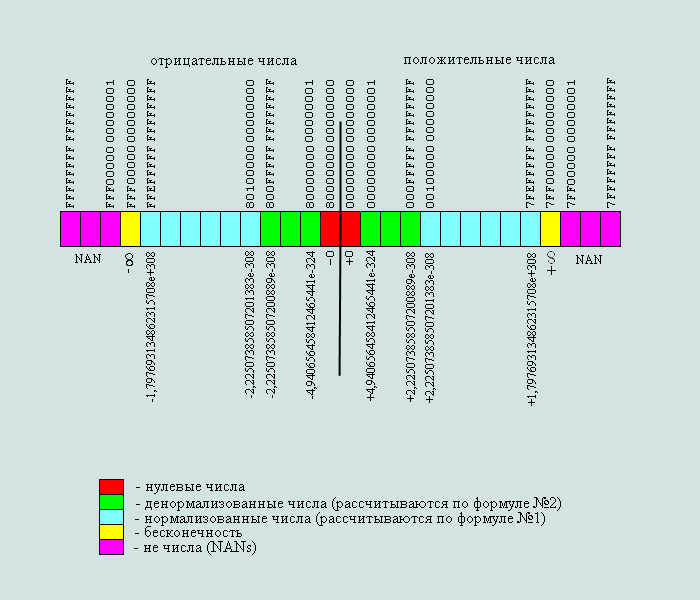 отрицательные числа
положительные числа
FFFFFFFF FFFFFFFF
FFF00000 00000001
FFF00000 00000000
FFEFFFFF FFFFFFFF
80100000 00000000
800FFFFF FFFFFFFF
80000000 00000001
80000000 00000000
00000000 00000000
00000000 00000001
000FFFFF FFFFFFFF
00100000 00000000
7FEFFFFF FFFFFFFF
7FF00000 00000000
7FF00000 00000001
7FFFFFFF FFFFFFFF
NAN
-∞
-1,797693134862315708e+308
-2,225073858507201383e-308
-2,225073858507200889e-308
-4,940656458412465441e-324
-0
+0
+4,940656458412465441e-324
+2,225073858507200889e-308
+2,225073858507201383e-308
+1,797693134862315708e+308
+∞
NAN
- нулевые числа
- денормализованные числа (рассчитываются по формуле №2)
- нормализованные числа (рассчитываются по формуле №1)
- бесконечность
- не числа (NANs)